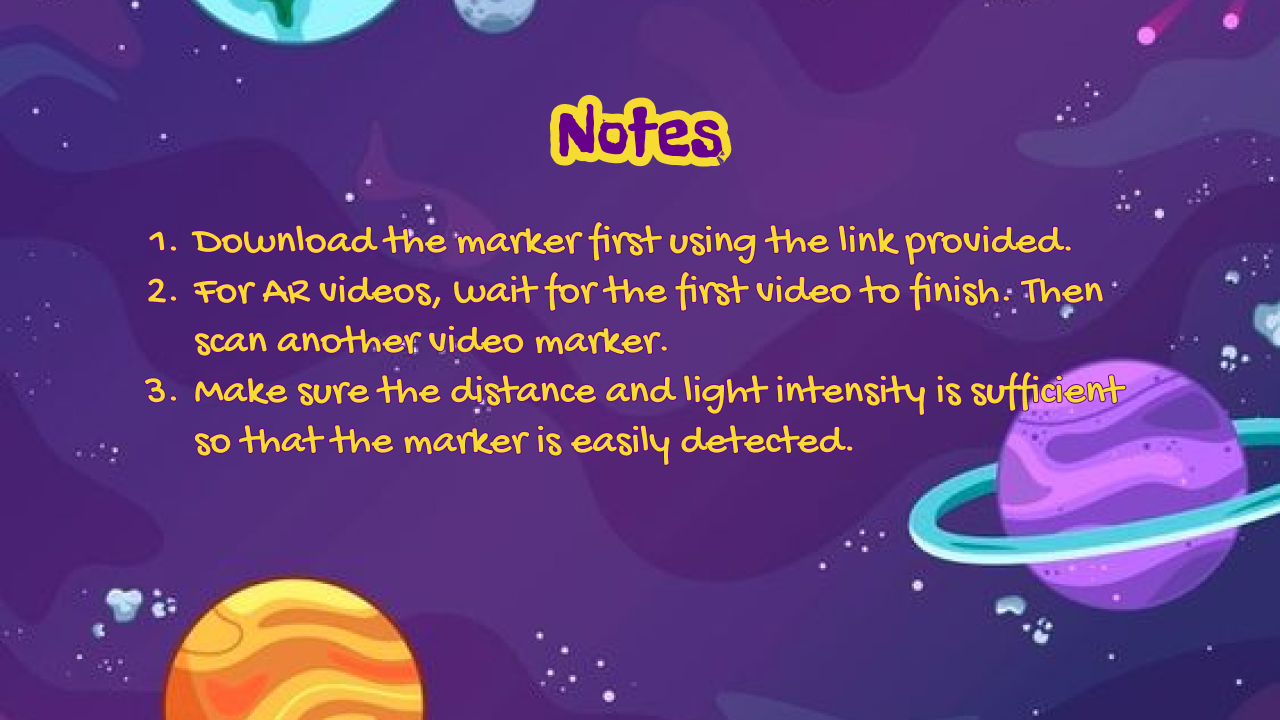 Notes
1. Download the marker first using the link provided.
2. For AR videos, wait for the first video to finish. Then
scan another video marker.
3. Make sure the distance and light intensity is sufficient
so that the marker is easily detected.